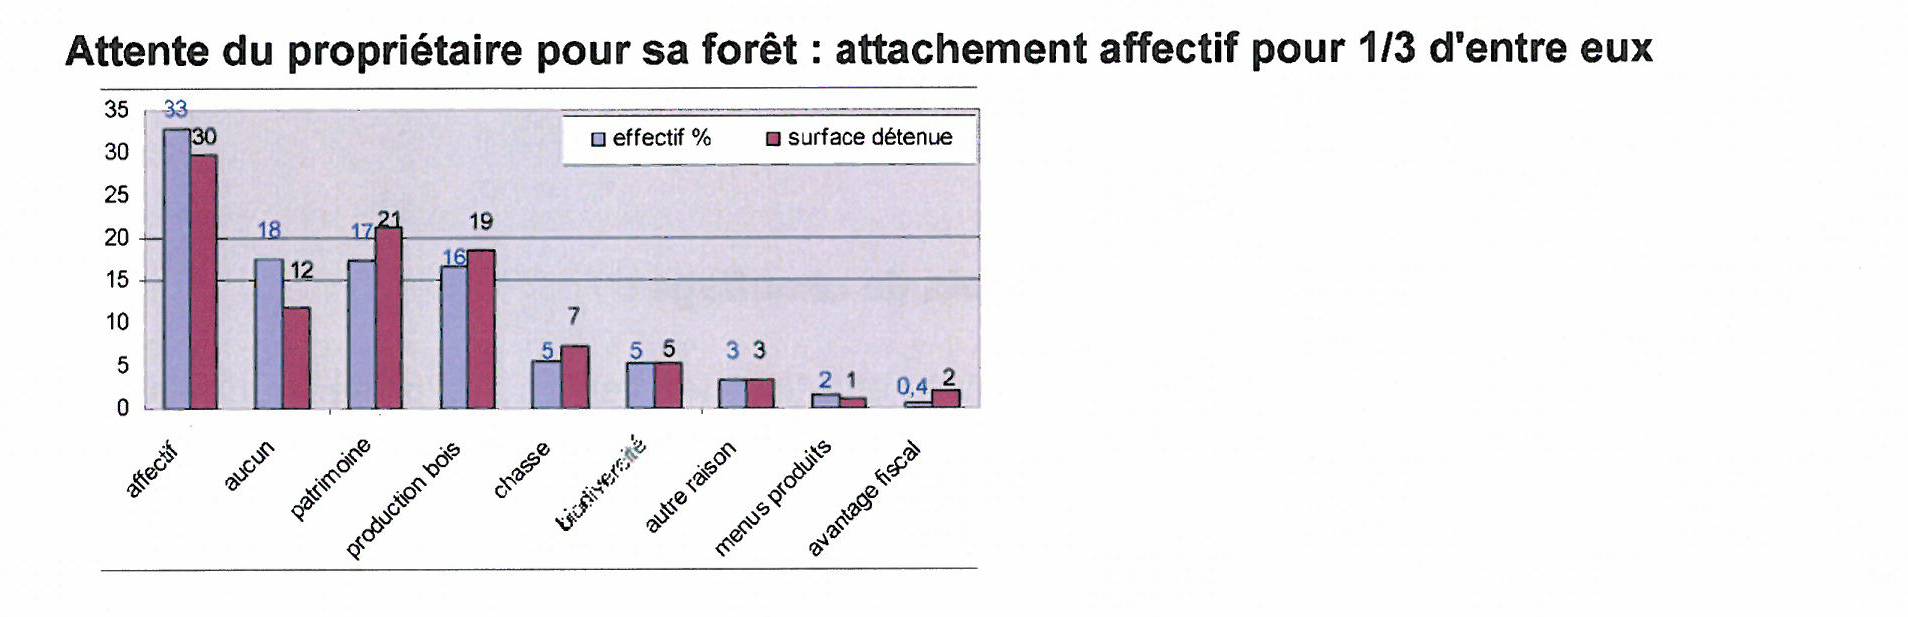 Attente du propriétaire pour sa forêt : attachement affectif pour 1/3 d'entre eux
effectif % surface détenue
35
30
25
20
15
10
5
0
33 30
18 12
17 21
16 19
5 7
5 5
3 3
2 1
0,4 2
affectif
aucun
patrimoine
production bois
chasse
biodiversité
autre raison
menus produits
avantage fiscal